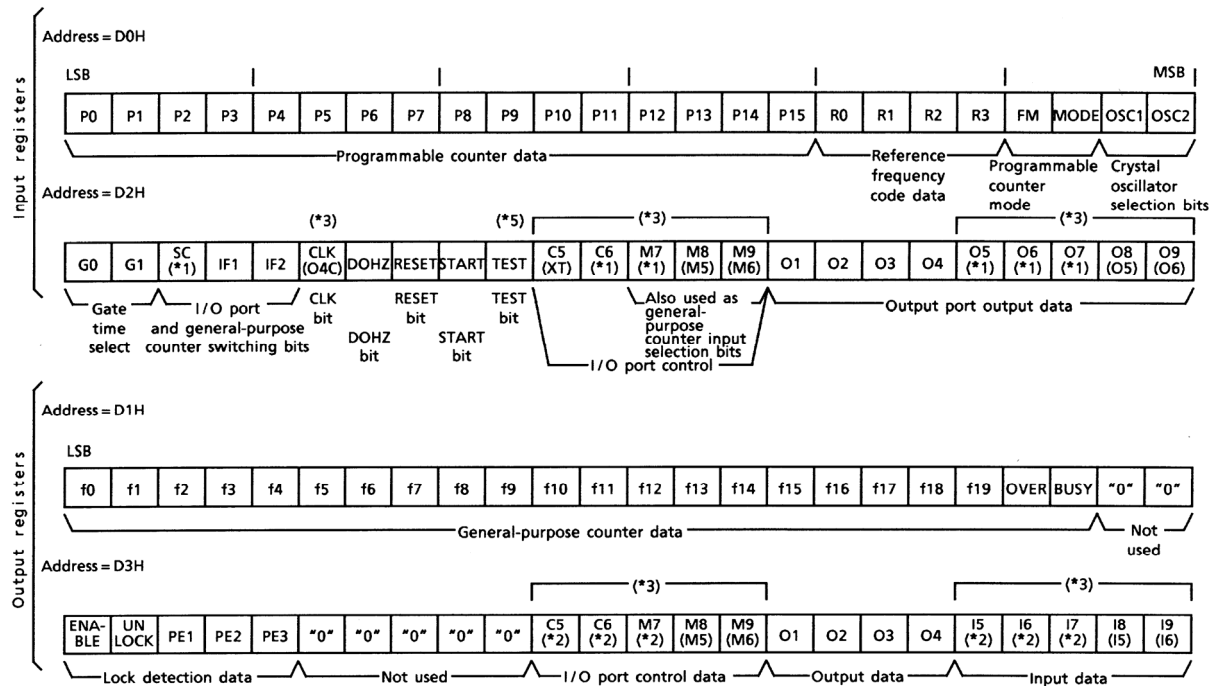 Input registers
Address = D0H
LSB MSB
P0 P1 P2 P3 P4 P5 P6 P7 P8 P9 P10 P11 P12 P13 P14 P15 R0 R1 R2 R3 FM MODE OSC1 OSC2
Programmable counter data
Reference
frequency
code data
Programmable
counter
mode
Crystal
oscillator
selection bits
Address = D2H
(*3) (*5) (*3) (*3)
G0 G1 SC (*1) IF1 IF2 CLK (O4C) DOHZ RESET START TEST C5 (XT) C6 (*1) M7 (*1) M8 (M5) M9 (M6) O1 O2 O3 O4 O5 (*1) O6 (*1) O7 (*1) O8 (O5) O9 (O6)
Gate
time
select
I/O port
and general-purpose
counter switching bits
CLK
bit
DOHZ
bit
RESET
bit
START
bit
TEST
bit
Also used as
general-
purpose
counter input
selection bits
I/O port control
Output port output data
Output registers
Address = D1H
LSB
f0 f1 f2 f3 f4 f5 f6 f7 f8 f9 f10 f11 f12 f13 f14 f15 f16 f17 f18 f19 OVER BUSY "0" "0"
General-purpose counter data
Not
used
Address = D3H
(*3) (*3)
ENA-BLE UN LOCK PE1 PE2 PE3 "0" "0" "0" "0" "0" C5 (*2) C6 (*2) M7 (*2) M8 (M5) M9 (M6) O1 O2 O3 O4 I5 (*2) I6 (*2) I7 (*2) I8 (I5) I9 (I6)
Lock detection data
Not used
I/O port control data
Output data
Input data